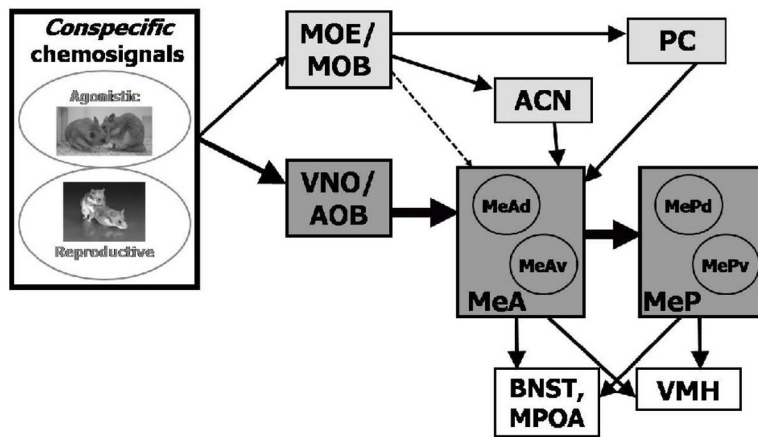 Conspecific
chemosignals
Agonistic
Reproductive
MOE/
MOB
PC
ACN
VNO/
AOB
MeAd
MeAv
MeA
MePd
MePv
MeP
BNST,
MPOA
VMH